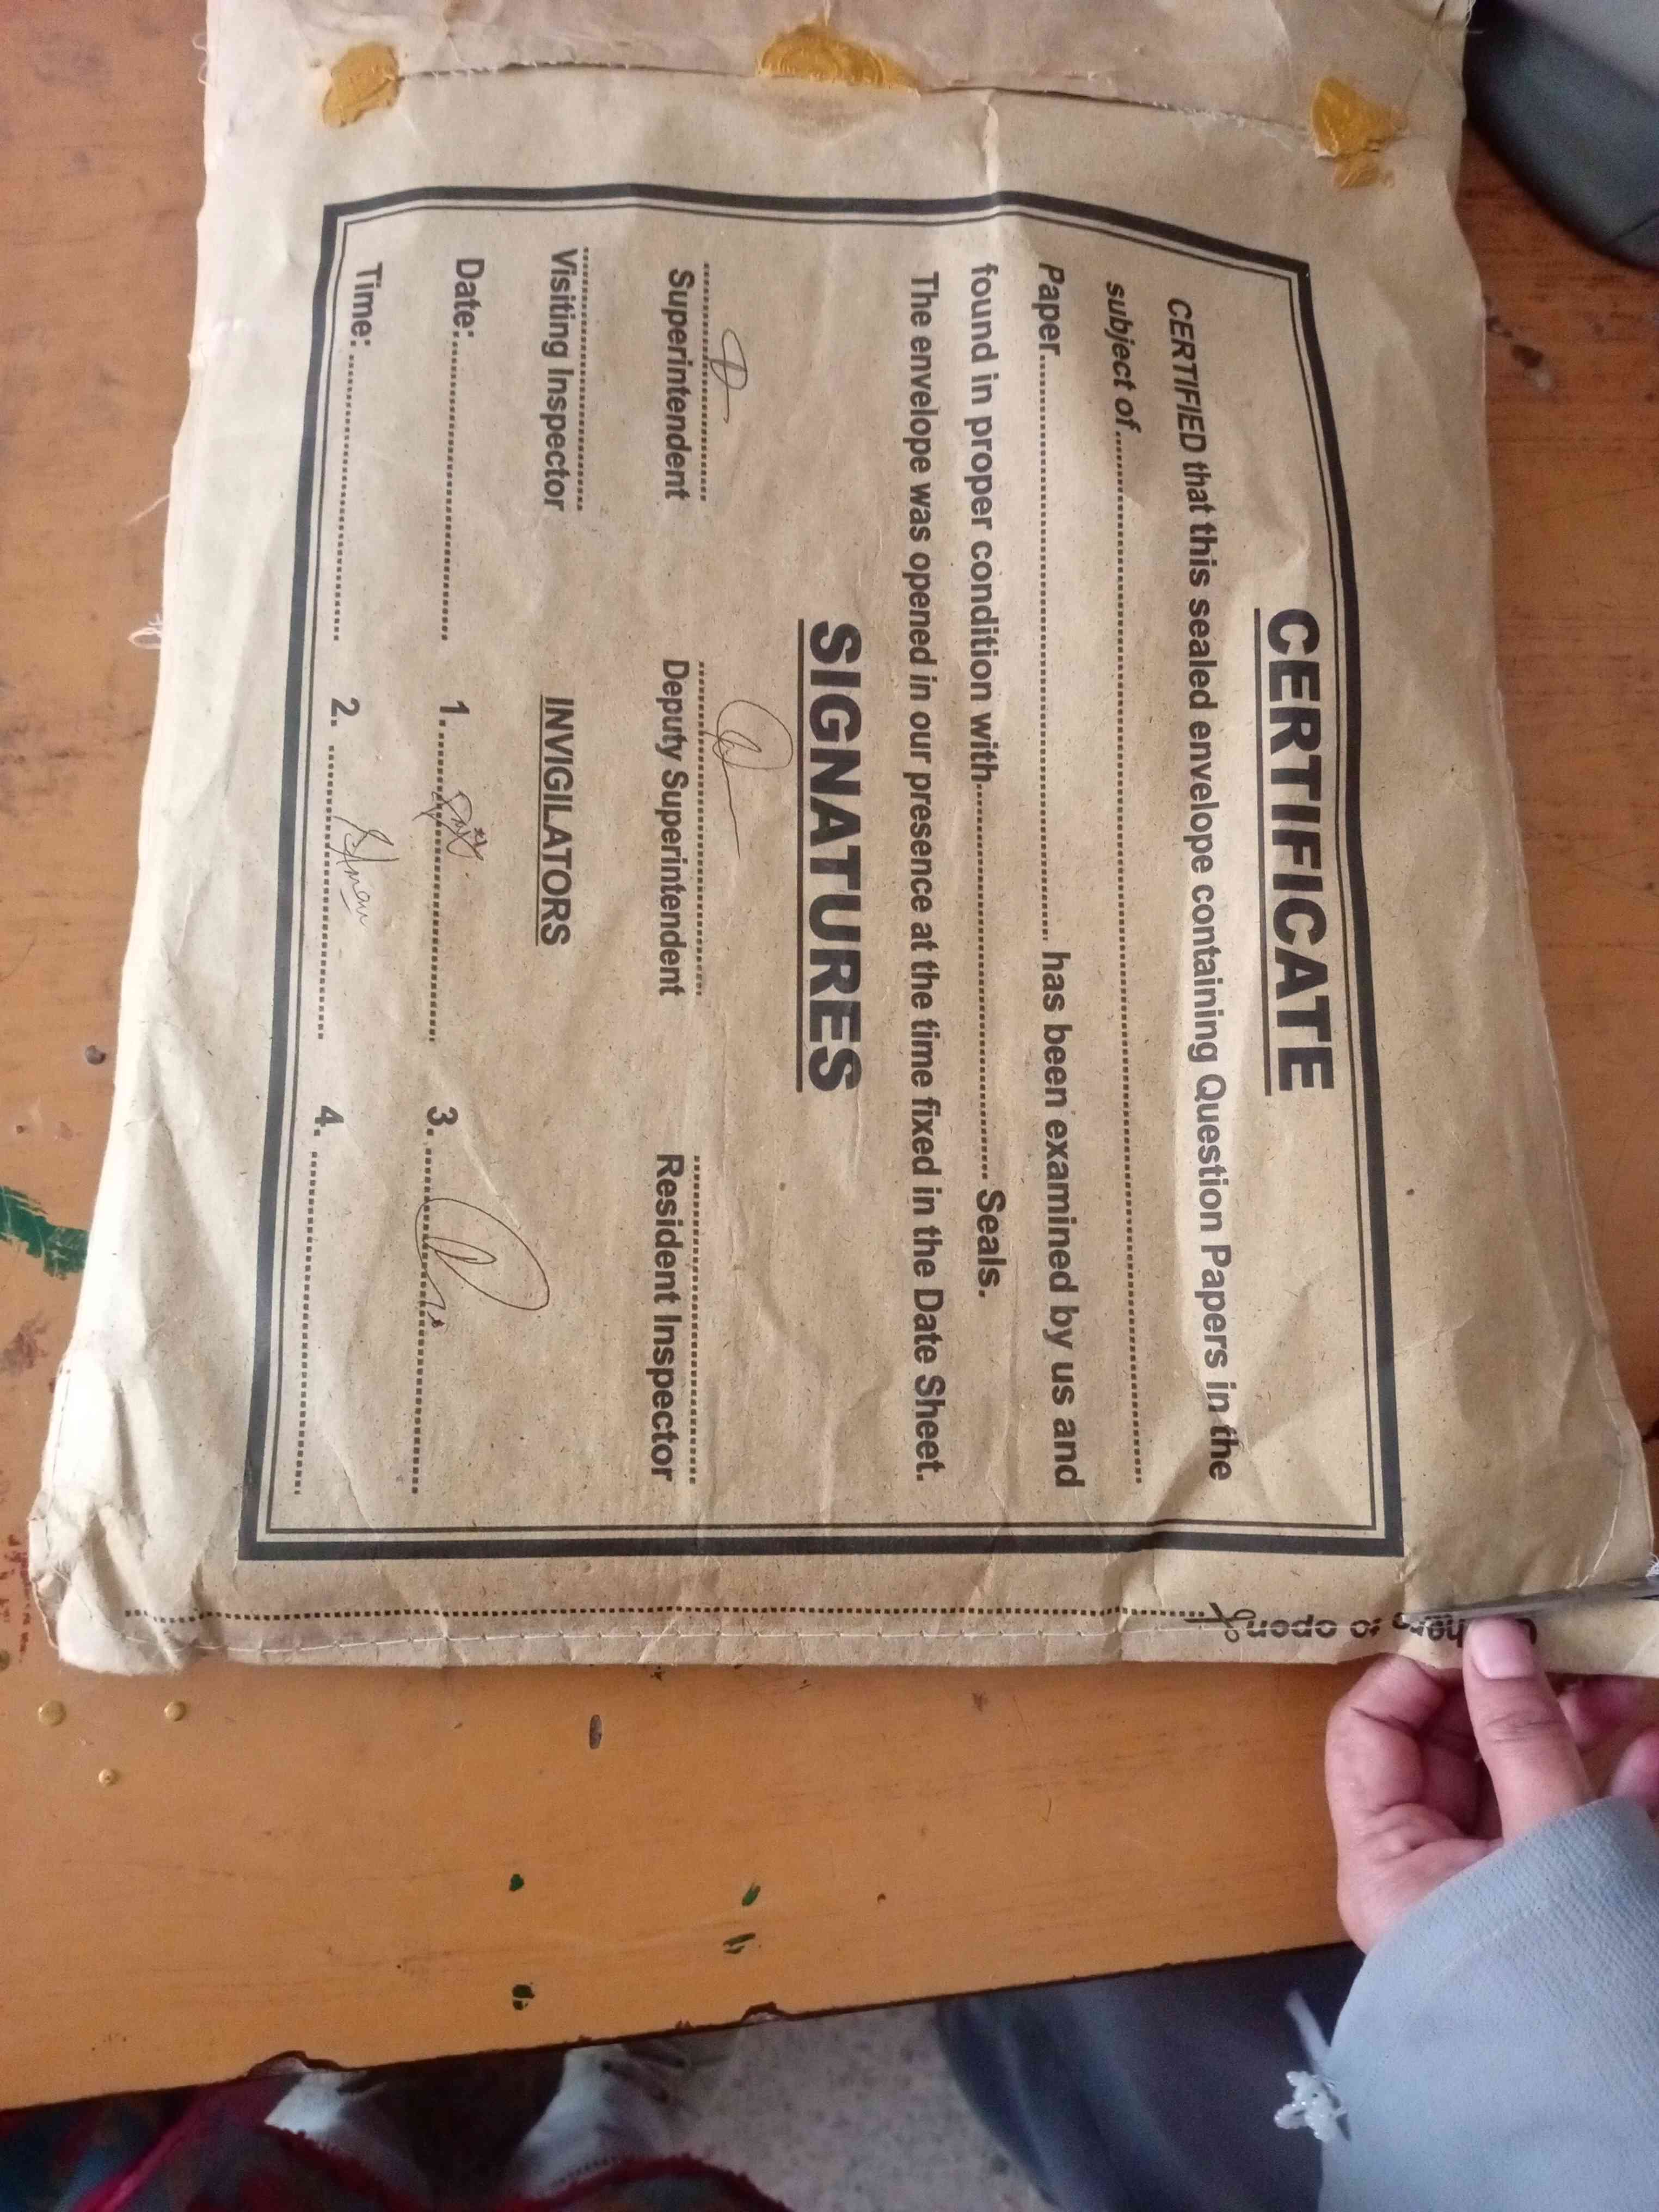 CERTIFICATE
CERTIFIED that this sealed envelope containing Question Papers in the
subject of
Paper has been examined by us and
found in proper condition with Seals.
The envelope was opened in our presence at the time fixed in the Date Sheet.
SIGNATURES
Superintendent Deputy Superintendent Resident Inspector
Visiting Inspector INVIGILATORS
Date: 1. 3.
Time: 2. 4.
here to open